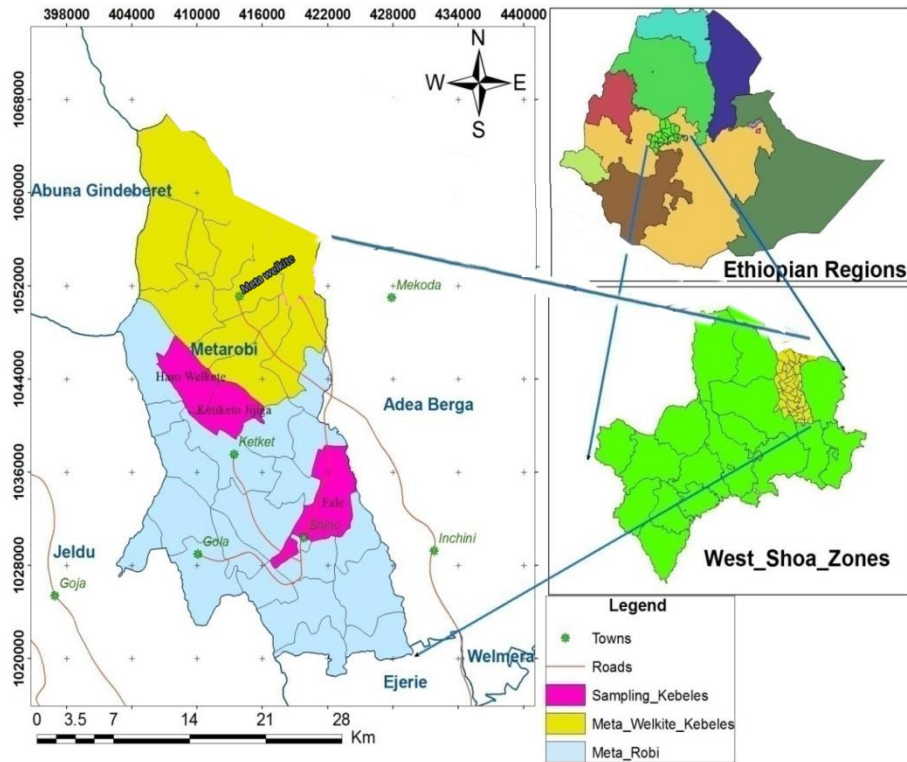 398000 404000 410000 416000 422000 428000 434000 440000
N
W E
S
1068000
1060000
1052000
1044000
1036000
1028000
1020000
Abuna Gindeberet
Meta welkite
Mekoda
Metarobi
Haro Welkete
Ketiketo Jijiga
Adea Berga
Ketket
Fale
Shino
Gola
Inchini
Jeldu
Goja
Welmera
Ejerie
0 3.5 7 14 21 28
Km
Ethiopian Regions
West_Shoa_Zones
Legend
Towns
Roads
Sampling_Kebeles
Meta_Welkite_Kebeles
Meta_Robi